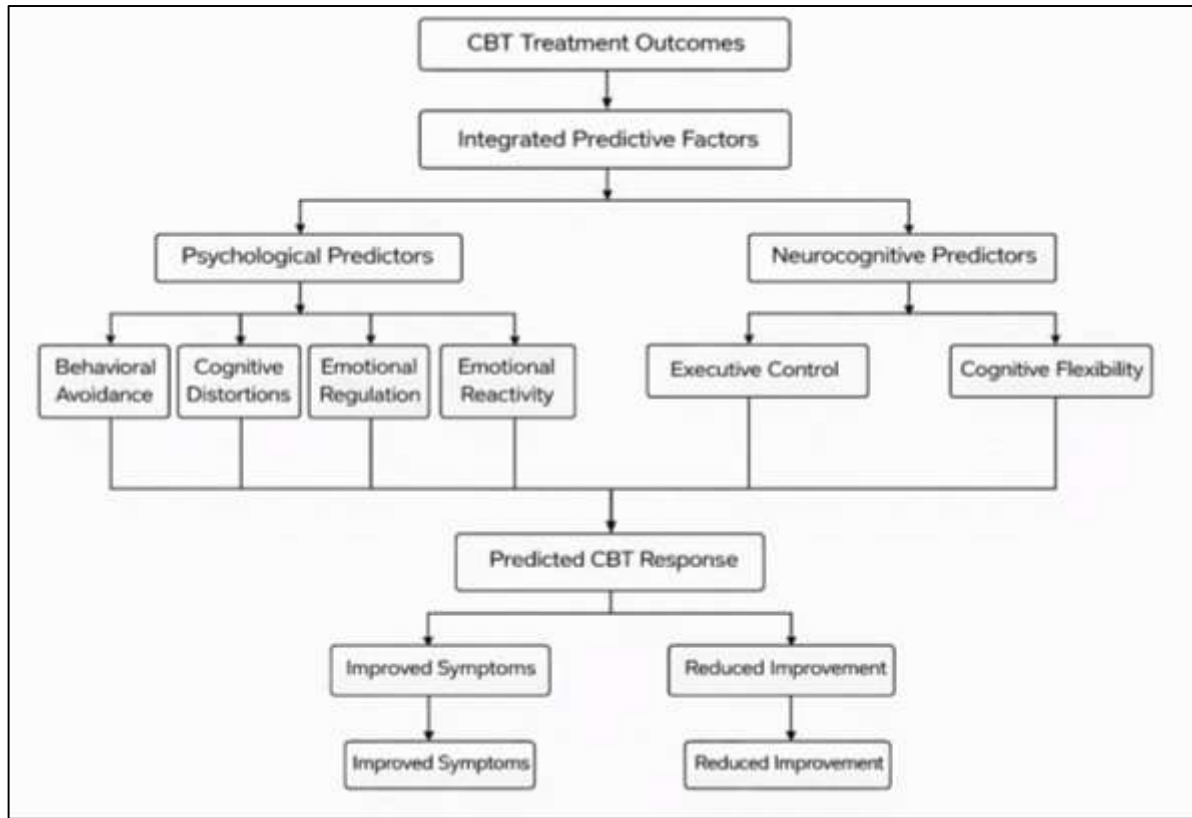 CBT Treatment Outcomes
Integrated Predictive Factors
Psychological Predictors
Neurocognitive Predictors
Behavioral
Avoidance
Cognitive
Distortions
Emotional
Regulation
Emotional
Reactivity
Executive Control
Cognitive Flexibility
Predicted CBT Response
Improved Symptoms
Reduced Improvement
Improved Symptoms
Reduced Improvement